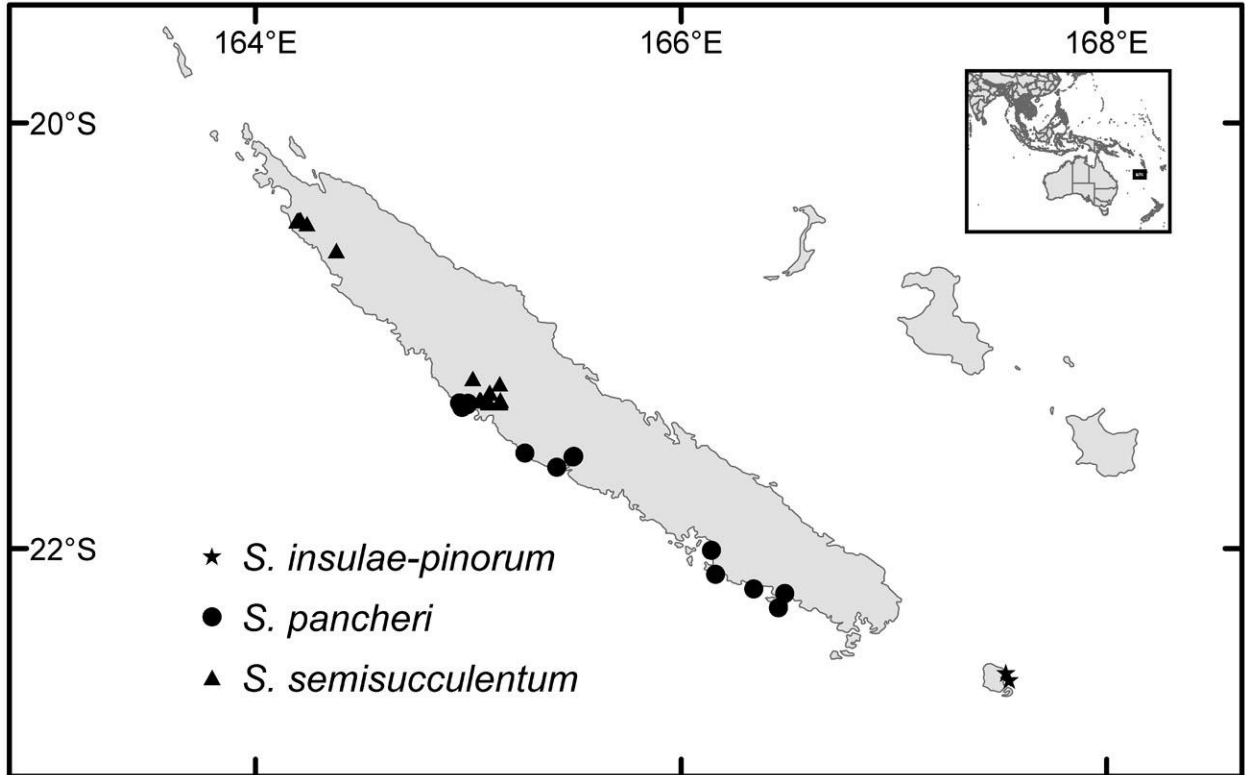 164°E
166°E
168°E
20°S
22°S
S. insulae-pinorum
S. pancheri
S. semisucculentum